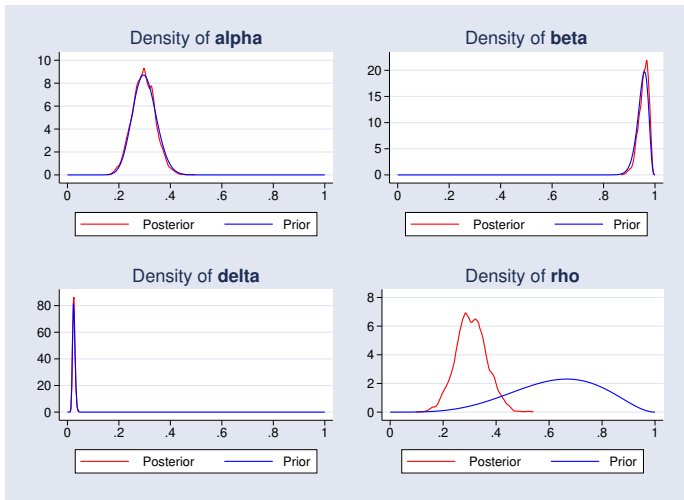 Density of alpha
10
8
6
4
2
0
0 .2 .4 .6 .8 1
Posterior Prior
Density of beta
20
15
10
5
0
0 .2 .4 .6 .8 1
Posterior Prior
Density of delta
80
60
40
20
0
0 .2 .4 .6 .8 1
Posterior Prior
Density of rho
8
6
4
2
0
0 .2 .4 .6 .8 1
Posterior Prior